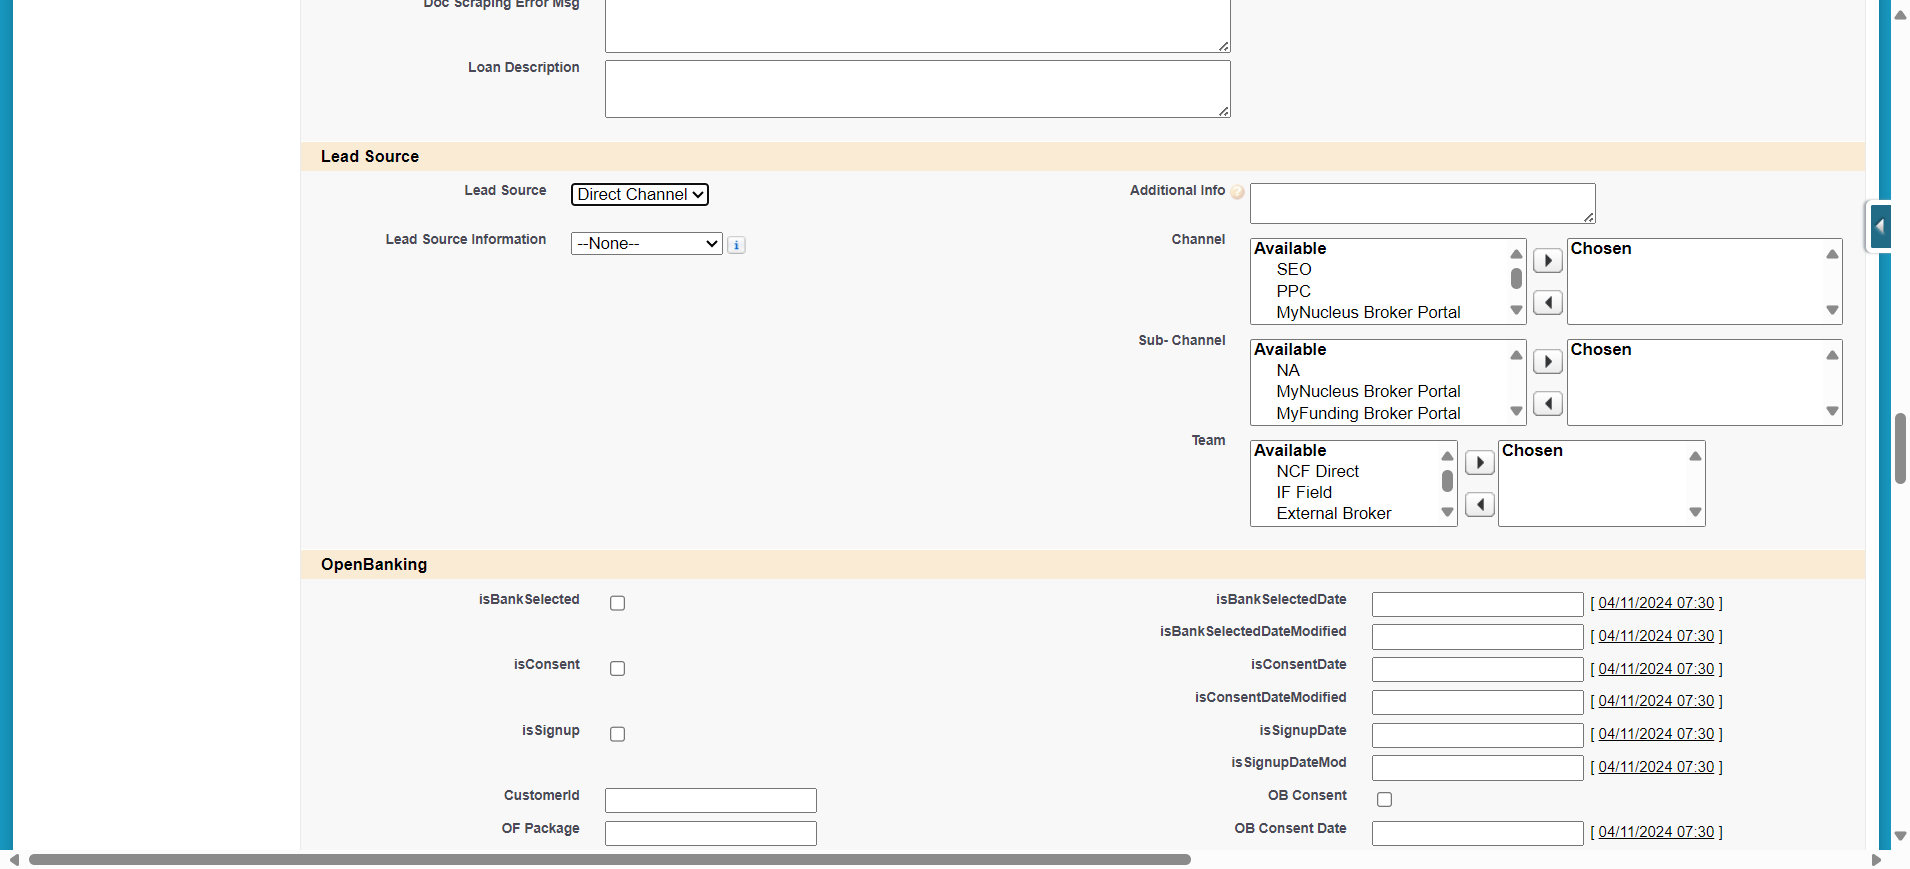 Doc Scraping Error Msg
Loan Description
Lead Source
Lead Source
Direct Channel
Additional Info
Lead Source Information
--None--
Channel
Available
SEO
PPC
MyNucleus Broker Portal
Chosen
Sub- Channel
Available
NA
MyNucleus Broker Portal
MyFunding Broker Portal
Chosen
Team
Available
NCF Direct
IF Field
External Broker
Chosen
OpenBanking
isBankSelected
isBankSelectedDate
[ 04/11/2024 07:30 ]
isBankSelectedDateModified
[ 04/11/2024 07:30 ]
isConsent
isConsentDate
[ 04/11/2024 07:30 ]
isConsentDateModified
[ 04/11/2024 07:30 ]
isSignup
isSignupDate
[ 04/11/2024 07:30 ]
isSignupDateMod
[ 04/11/2024 07:30 ]
CustomerId
OB Consent
OF Package
OB Consent Date
[ 04/11/2024 07:30 ]